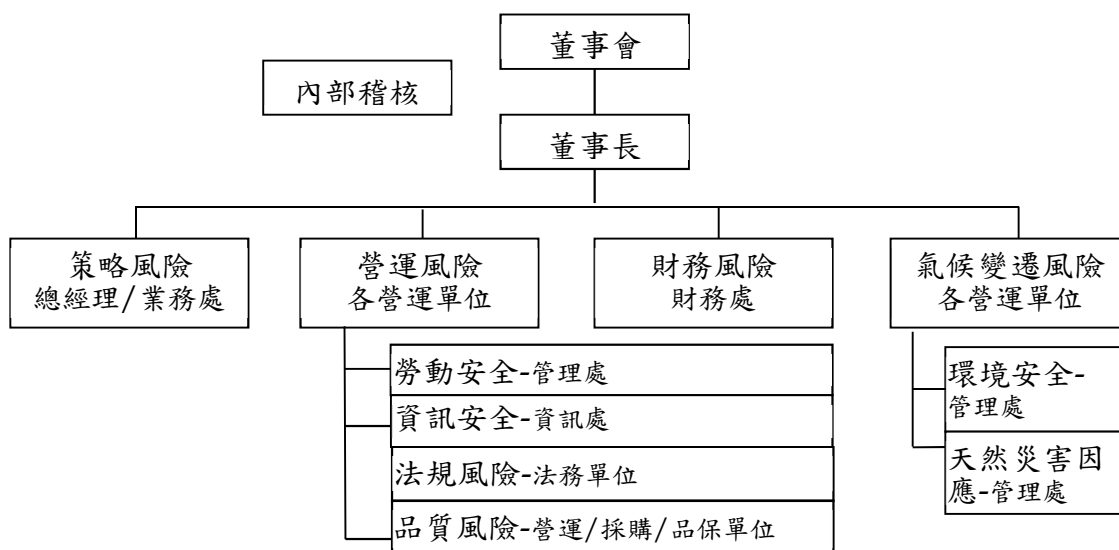 董事會
內部稽核
董事長
策略風險
總經理/業務處
營運風險
各營運單位
財務風險
財務處
氣候變遷風險
各營運單位
勞動安全-管理處
資訊安全-資訊處
法規風險-法務單位
品質風險-營運/採購/品保單位
環境安全-
管理處
天然災害因
應-管理處